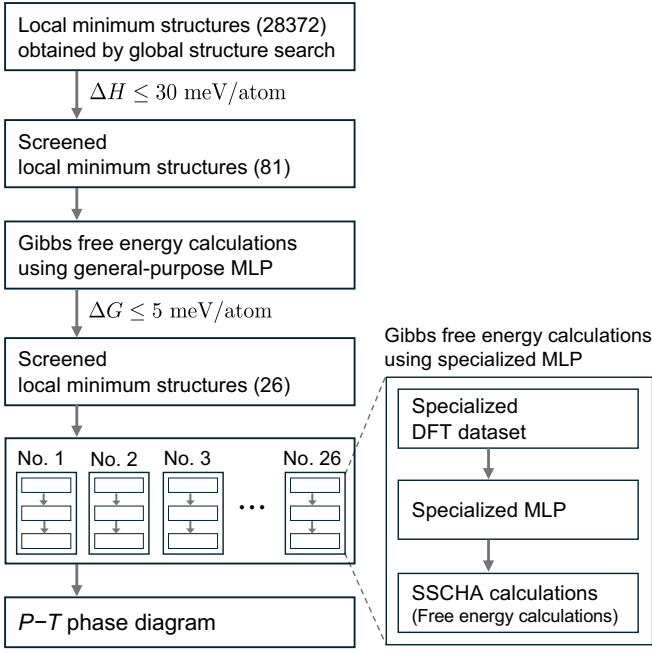 Local minimum structures (28372)
obtained by global structure search
ΔH ≤ 30 meV/atom
Screened
local minimum structures (81)
Gibbs free energy calculations
using general-purpose MLP
ΔG ≤ 5 meV/atom
Screened
local minimum structures (26)
No. 1 No. 2 No. 3 No. 26
...
P–T phase diagram
Gibbs free energy calculations
using specialized MLP
Specialized
DFT dataset
Specialized MLP
SSCHA calculations
(Free energy calculations)